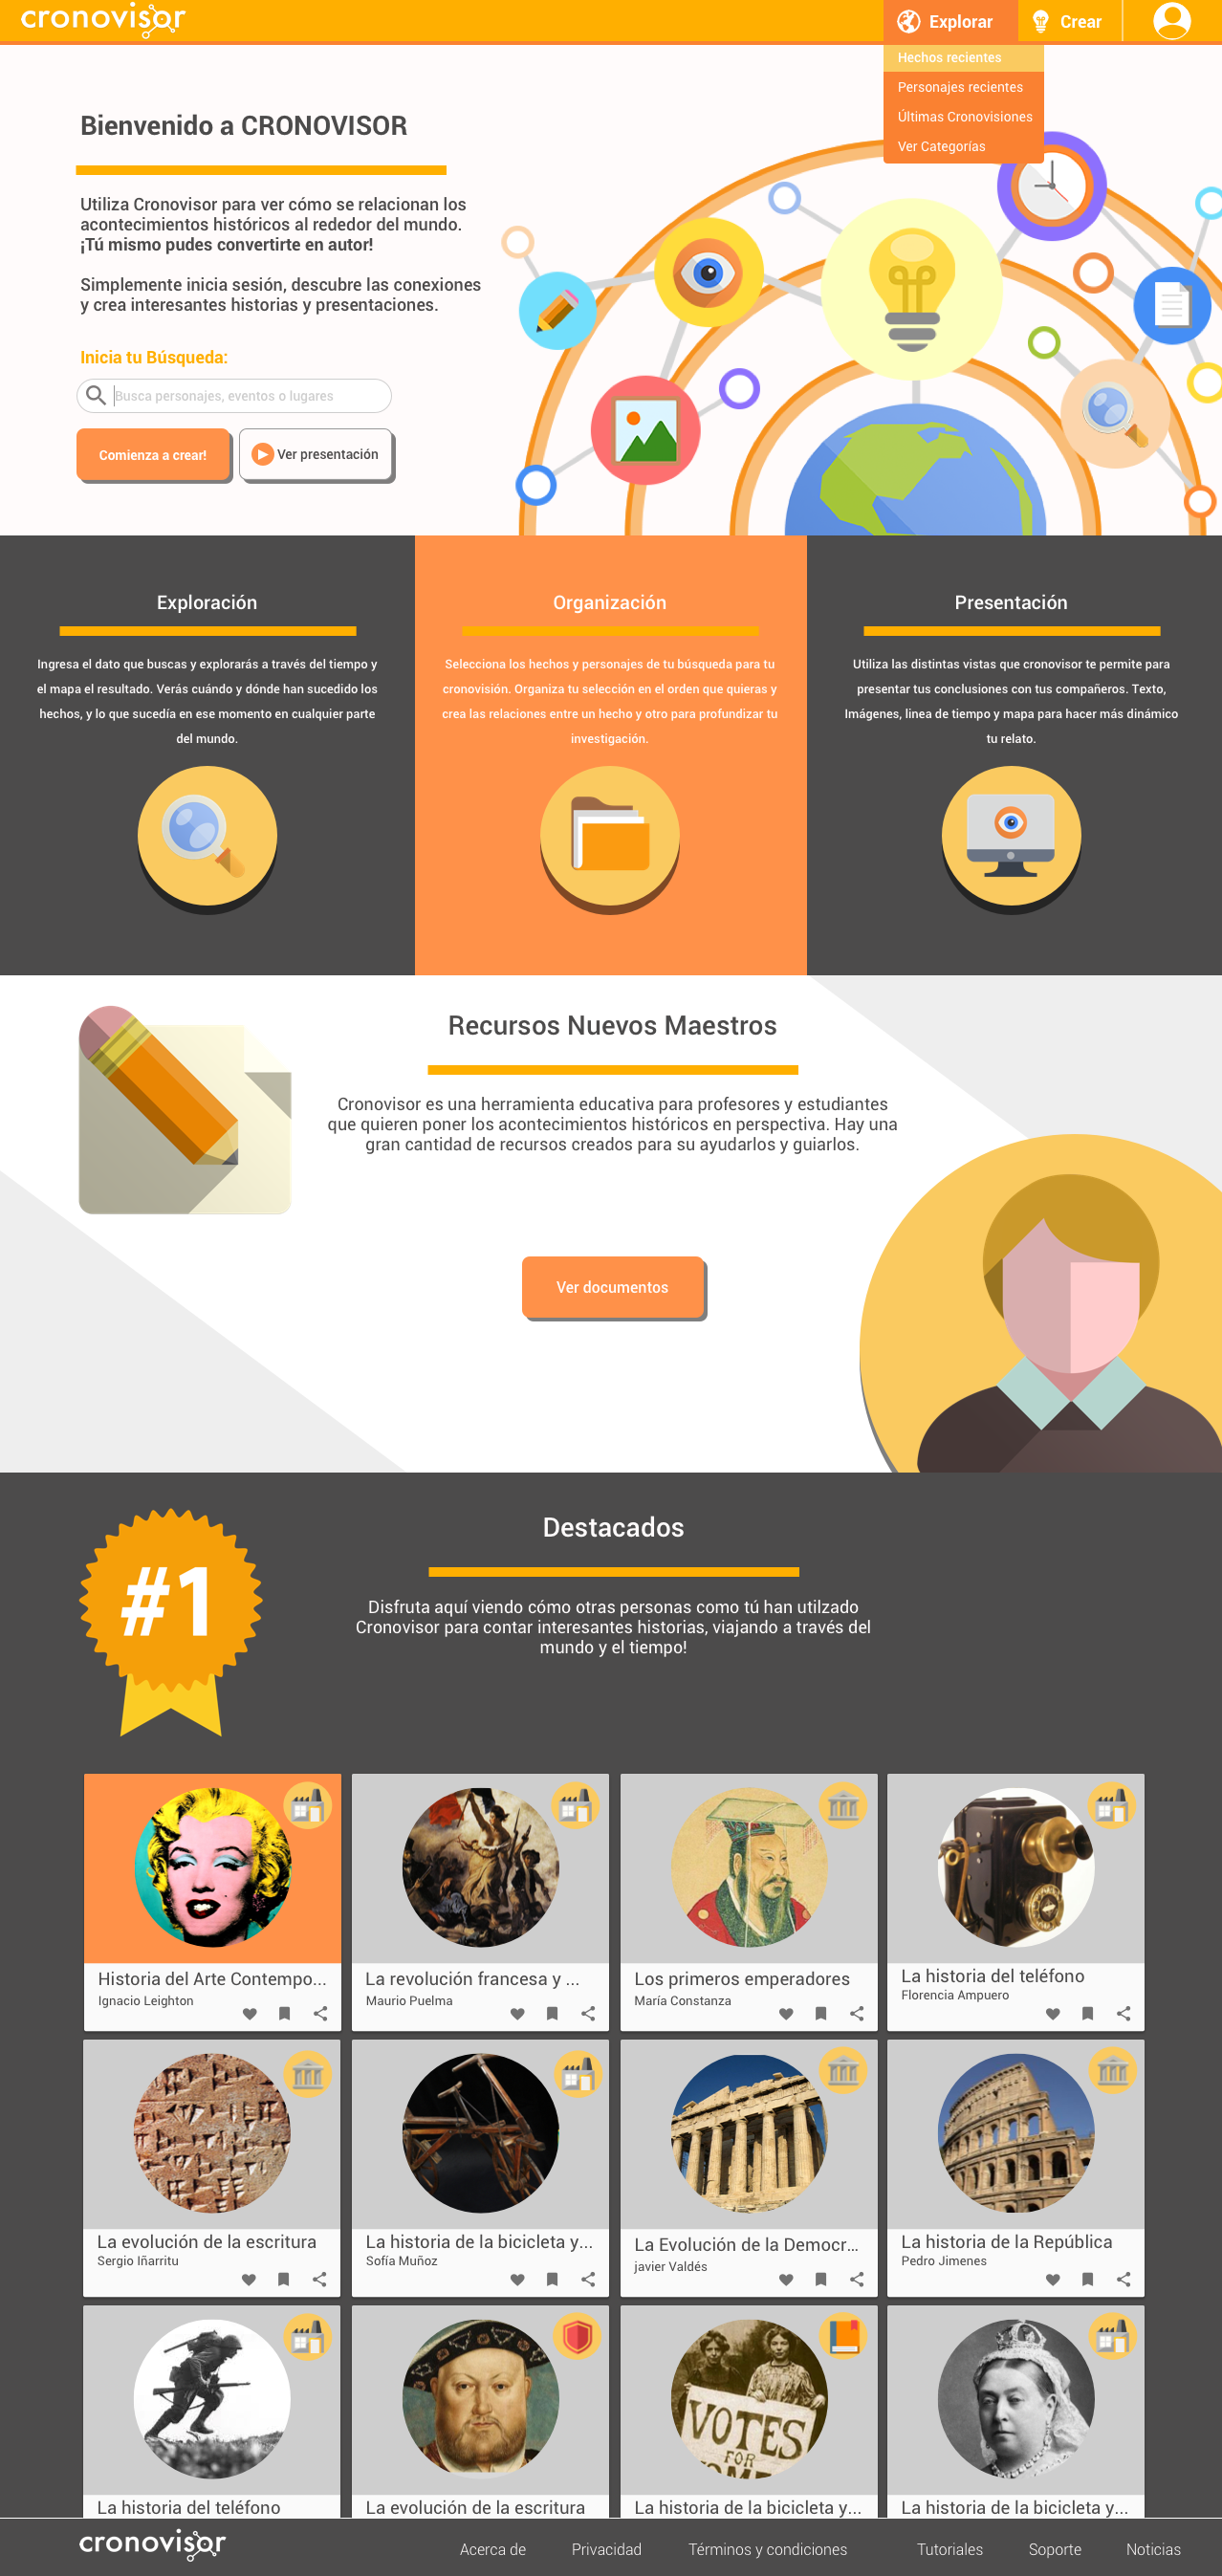 cronovisor
Explorar
Crear
Hechos recientes
Personajes recientes
Últimas Cronovisiones
Ver Categorías
Bienvenido a CRONOVISOR
Utiliza Cronovisor para ver cómo se relacionan los
acontecimientos históricos al rededor del mundo.
¡Tú mismo pudes convertirte en autor!
Simplemente inicia sesión, descubre las conexiones
y crea interesantes historias y presentaciones.
Inicia tu Búsqueda:
Busca personajes, eventos o lugares
Comienza a crear!
Ver presentación
Exploración
Ingresa el dato que buscas y explorarás a través del tiempo y
el mapa el resultado. Verás cuándo y dónde han sucedido los
hechos, y lo que sucedía en ese momento en cualquier parte
del mundo.
Organización
Selecciona los hechos y personajes de tu búsqueda para tu
cronovisión. Organiza tu selección en el orden que quieras y
crea las relaciones entre un hecho y otro para profundizar tu
investigación.
Presentación
Utiliza las distintas vistas que cronovisor te permite para
presentar tus conclusiones con tus compañeros. Texto,
Imágenes, linea de tiempo y mapa para hacer más dinámico
tu relato.
Recursos Nuevos Maestros
Cronovisor es una herramienta educativa para profesores y estudiantes
que quieren poner los acontecimientos históricos en perspectiva. Hay una
gran cantidad de recursos creados para su ayudarlos y guiarlos.
Ver documentos
#1
Destacados
Disfruta aquí viendo cómo otras personas como tú han utilzado
Cronovisor para contar interesantes historias, viajando a través del
mundo y el tiempo!
Historia del Arte Contempo...
Ignacio Leighton
La revolución francesa y ...
Maurio Puelma
Los primeros emperadores
María Constanza
La historia del teléfono
Florencia Ampuero
La evolución de la escritura
Sergio Iñarritu
La historia de la bicicleta y...
Sofía Muñoz
La Evolución de la Democr...
javier Valdés
La historia de la República
Pedro Jimenes
VOTES
FOR
La historia del teléfono
La evolución de la escritura
La historia de la bicicleta y...
La historia de la bicicleta y...
cronovisor
Acerca de
Privacidad
Términos y condiciones
Tutoriales
Soporte
Noticias